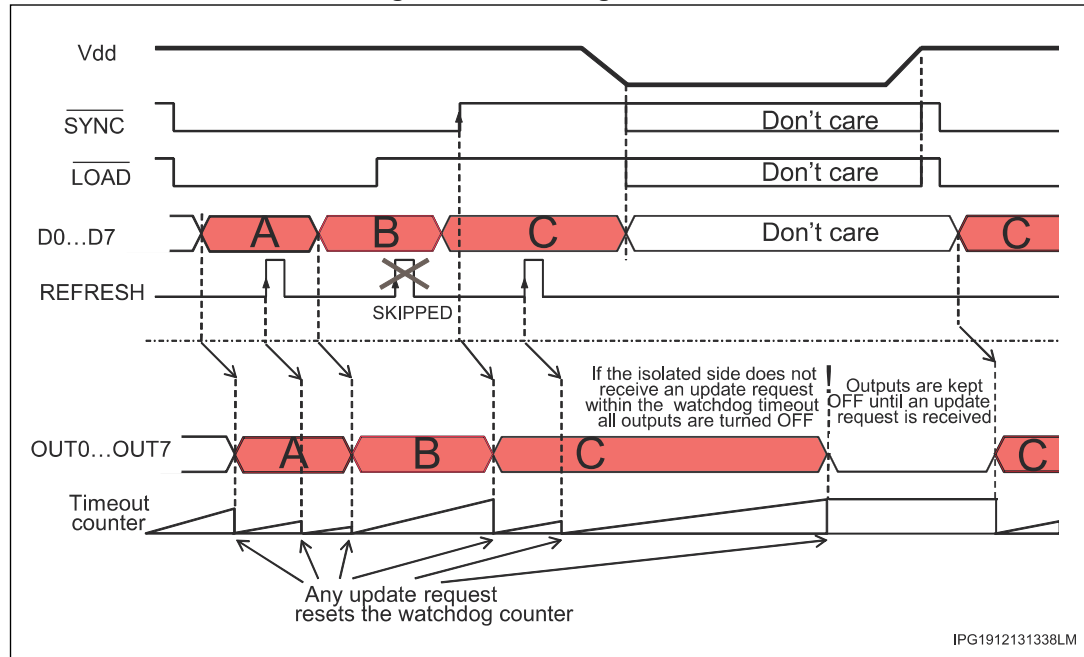 Vdd
SYNC
Don't care
LOAD
Don't care
D0...D7
A
B
C
Don't care
C
REFRESH
SKIPPED
If the isolated side does not
receive an update request
within the watchdog timeout
all outputs are turned OFF
!
Outputs are kept
OFF until an update
request is received
OUT0...OUT7
A
B
C
C
Timeout
counter
Any update request
resets the watchdog counter
IPG1912131338LM